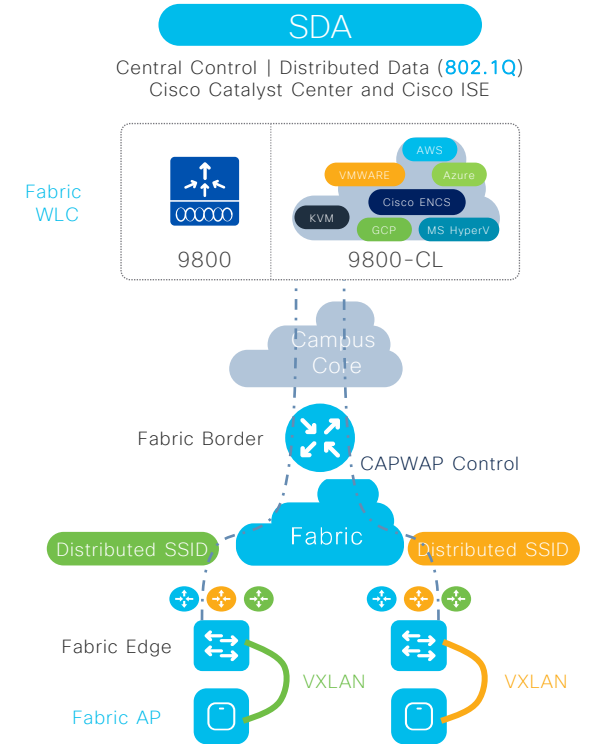 SDA
Central Control | Distributed Data (802.1Q)
Cisco Catalyst Center and Cisco ISE
Fabric
WLC
AWS
VMWARE
Azure
Cisco ENCS
KVM
GCP
MS HyperV
9800
9800-CL
Campus
Core
Fabric Border
CAPWAP Control
Fabric
Distributed SSID
Distributed SSID
Fabric Edge
VXLAN
VXLAN
Fabric AP